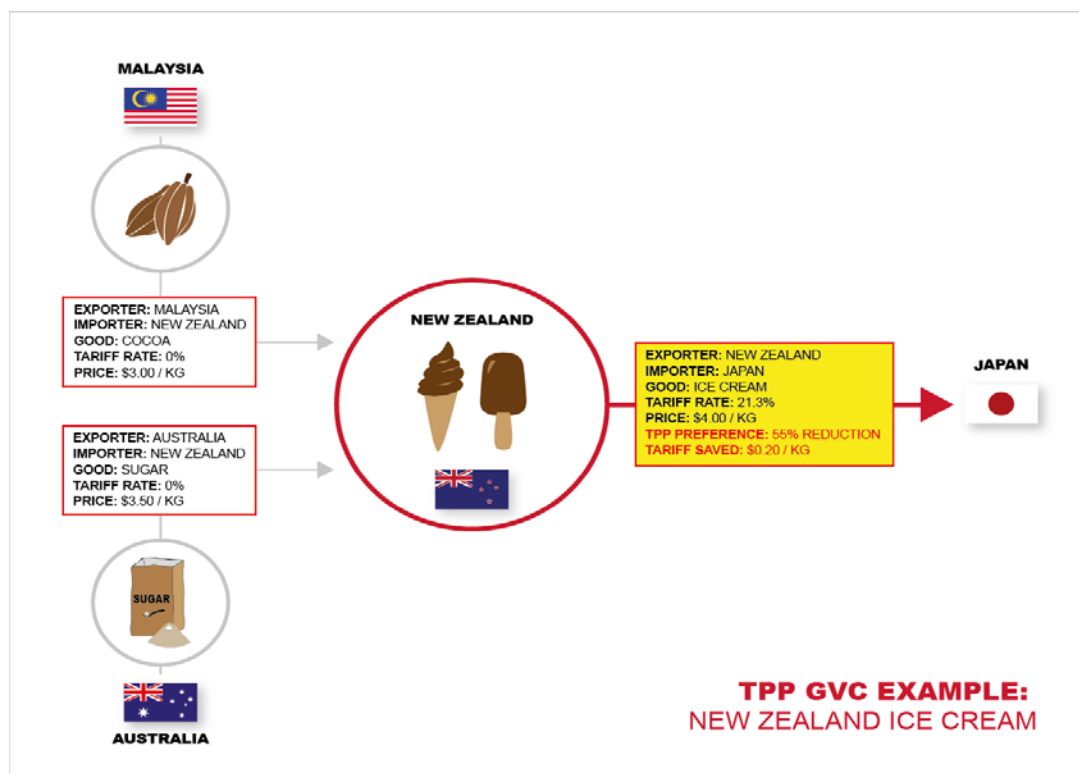 MALAYSIA
EXPORTER: MALAYSIA
IMPORTER: NEW ZEALAND
GOOD: COCOA
TARIFF RATE: 0%
PRICE: $3.00 / KG
EXPORTER: AUSTRALIA
IMPORTER: NEW ZEALAND
GOOD: SUGAR
TARIFF RATE: 0%
PRICE: $3.50 / KG
SUGAR
AUSTRALIA
NEW ZEALAND
EXPORTER: NEW ZEALAND
IMPORTER: JAPAN
GOOD: ICE CREAM
TARIFF RATE: 21.3%
PRICE: $4.00 / KG
TPP PREFERENCE: 55% REDUCTION
TARIFF SAVED: $0.20 / KG
JAPAN
TPP GVC EXAMPLE:
NEW ZEALAND ICE CREAM